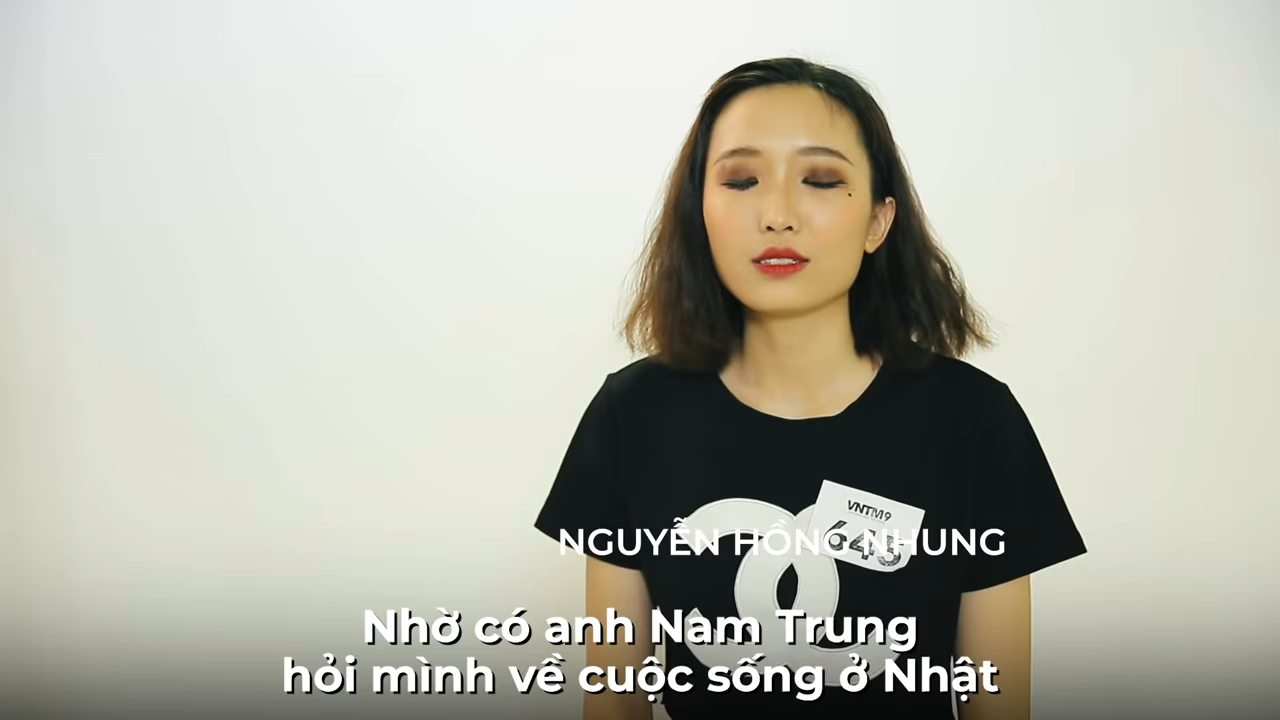 VNTM9
NGUYỄN HỒNG NHUNG
Nhờ có anh Nam Trung
hỏi mình về cuộc sống ở Nhật